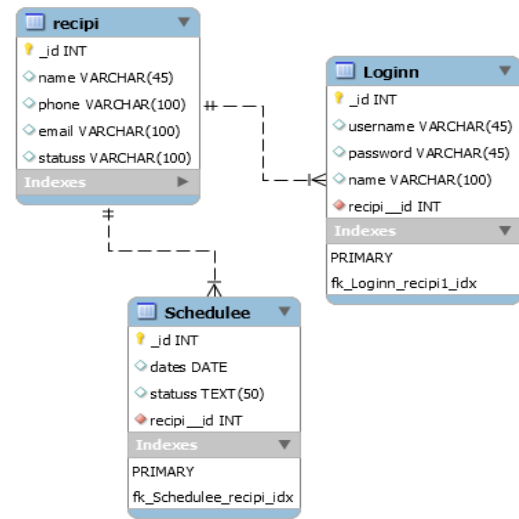 recipi
_id INT
name VARCHAR(45)
phone VARCHAR(100)
email VARCHAR(100)
statuss VARCHAR(100)
Indexes
Loginn
_id INT
username VARCHAR(45)
password VARCHAR(45)
name VARCHAR(100)
recipi__id INT
Indexes
PRIMARY
fk_Loginn_recipi1_idx
Schedulee
_id INT
dates DATE
statuss TEXT(50)
recipi__id INT
Indexes
PRIMARY
fk_Schedulee_recipi_idx